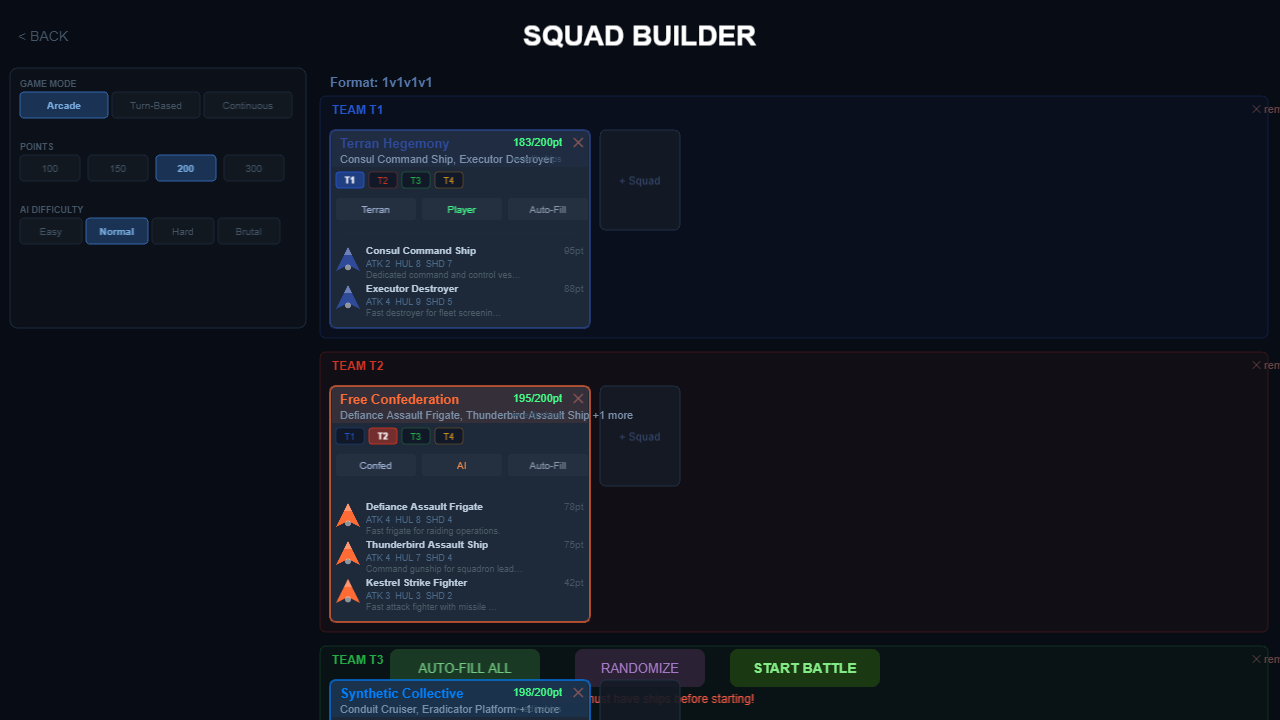 < BACK
SQUAD BUILDER
GAME MODE
Arcade
Turn-Based
Continuous
POINTS
100
150
200
300
AI DIFFICULTY
Easy
Normal
Hard
Brutal
Format: 1v1v1v1
TEAM T1
rem
Terran Hegemony
183/200pt
Consul Command Ship, Executor Destroyer
T1
T2
T3
T4
Terran
Player
Auto-Fill
+ Squad
Consul Command Ship
95pt
ATK 2 HUL 8 SHD 7
Dedicated command and control ves...
Executor Destroyer
88pt
ATK 4 HUL 9 SHD 5
Fast destroyer for fleet screenin...
TEAM T2
rem
Free Confederation
195/200pt
Defiance Assault Frigate, Thunderbird Assault Ship +1 more
T1
T2
T3
T4
Confed
AI
Auto-Fill
+ Squad
Defiance Assault Frigate
78pt
ATK 4 HUL 8 SHD 4
Fast frigate for raiding operations.
Thunderbird Assault Ship
75pt
ATK 4 HUL 7 SHD 4
Command gunship for squadron lead...
Kestrel Strike Fighter
42pt
ATK 3 HUL 3 SHD 2
Fast attack fighter with missile ...
TEAM T3
rem
AUTO-FILL ALL
RANDOMIZE
START BATTLE
Synthetic Collective
198/200pt
Conduit Cruiser, Eradicator Platform +1 more
must have ships before starting!